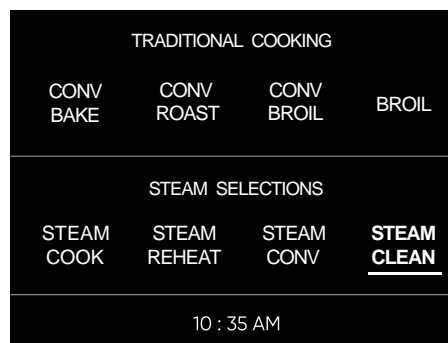 TRADITIONAL COOKING
CONV BAKE
CONV ROAST
CONV BROIL
BROIL
STEAM SELECTIONS
STEAM COOK
STEAM REHEAT
STEAM CONV
STEAM CLEAN
10 : 35 AM